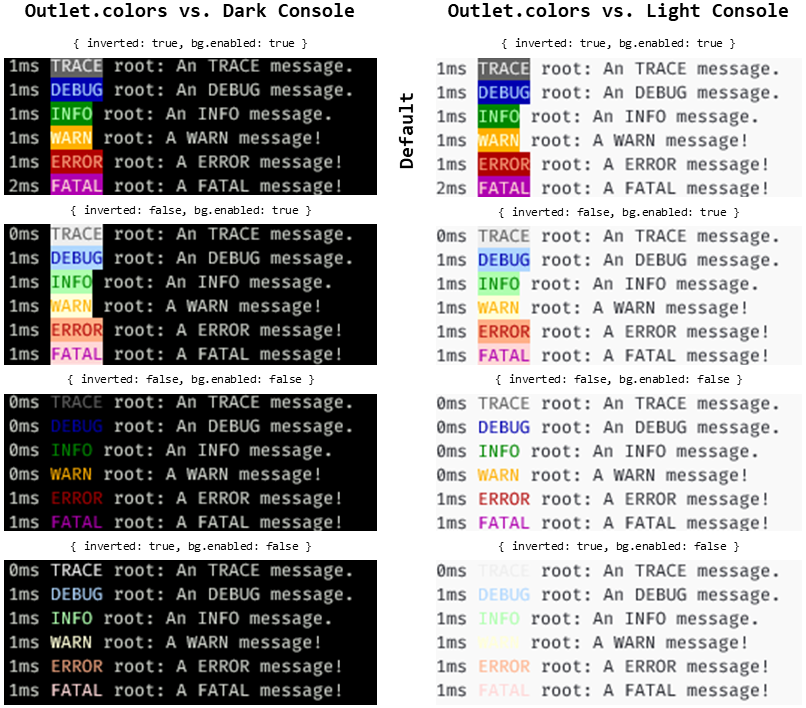 Outlet.colors vs. Dark Console
{ inverted: true, bg.enabled: true }
1ms TRACE root: An TRACE message.
1ms DEBUG root: An DEBUG message.
1ms INFO root: An INFO message.
1ms WARN root: A WARN message!
1ms ERROR root: A ERROR message!
2ms FATAL root: A FATAL message!
{ inverted: false, bg.enabled: true }
0ms TRACE root: An TRACE message.
1ms DEBUG root: An DEBUG message.
1ms INFO root: An INFO message.
1ms WARN root: A WARN message!
1ms ERROR root: A ERROR message!
1ms FATAL root: A FATAL message!
{ inverted: false, bg.enabled: false }
0ms TRACE root: An TRACE message.
0ms DEBUG root: An DEBUG message.
0ms INFO root: An INFO message.
0ms WARN root: A WARN message!
1ms ERROR root: A ERROR message!
1ms FATAL root: A FATAL message!
{ inverted: true, bg.enabled: false }
0ms TRACE root: An TRACE message.
1ms DEBUG root: An DEBUG message.
1ms INFO root: An INFO message.
1ms WARN root: A WARN message!
1ms ERROR root: A ERROR message!
1ms FATAL root: A FATAL message!
Default
Outlet.colors vs. Light Console
{ inverted: true, bg.enabled: true }
1ms TRACE root: An TRACE message.
1ms DEBUG root: An DEBUG message.
1ms INFO root: An INFO message.
1ms WARN root: A WARN message!
1ms ERROR root: A ERROR message!
2ms FATAL root: A FATAL message!
{ inverted: false, bg.enabled: true }
0ms TRACE root: An TRACE message.
1ms DEBUG root: An DEBUG message.
1ms INFO root: An INFO message.
1ms WARN root: A WARN message!
1ms ERROR root: A ERROR message!
1ms FATAL root: A FATAL message!
{ inverted: false, bg.enabled: false }
0ms TRACE root: An TRACE message.
0ms DEBUG root: An DEBUG message.
0ms INFO root: An INFO message.
0ms WARN root: A WARN message!
1ms ERROR root: A ERROR message!
1ms FATAL root: A FATAL message!
{ inverted: true, bg.enabled: false }
0ms TRACE root: An TRACE message.
1ms DEBUG root: An DEBUG message.
1ms INFO root: An INFO message.
1ms WARN root: A WARN message!
1ms ERROR root: A ERROR message!
1ms FATAL root: A FATAL message!